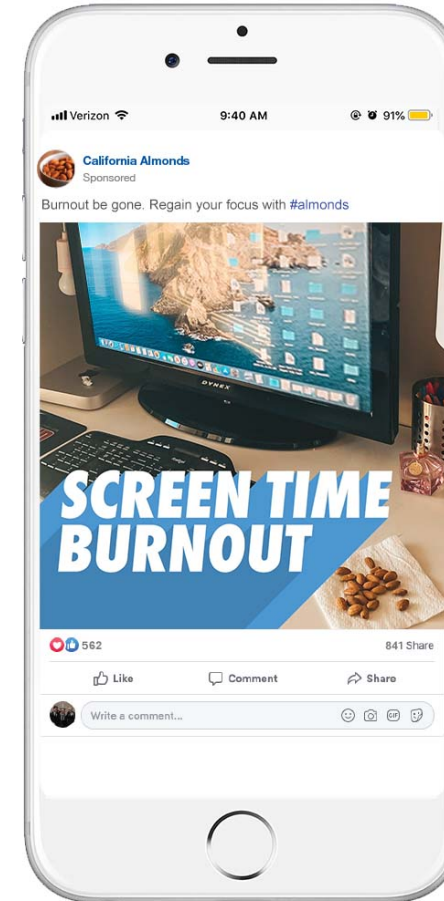 Verizon 9:40 AM 91%
California Almonds
Sponsored
Burnout be gone. Regain your focus with #almonds
DYNEX
SCREEN TIME
BURNOUT
562 841 Share
Like Comment Share
Write a comment... GIF